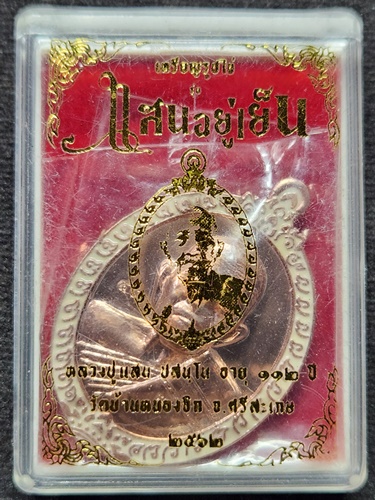 เหรียญรูปไข่
รุ่น
แสนอยู่เย็น
หลวงปู่แสน ปสนฺโน อายุ ๑๑๒ ปี
วัดบ้านหนองจิก จ.ศรีสะเกษ
๒๕๖๒